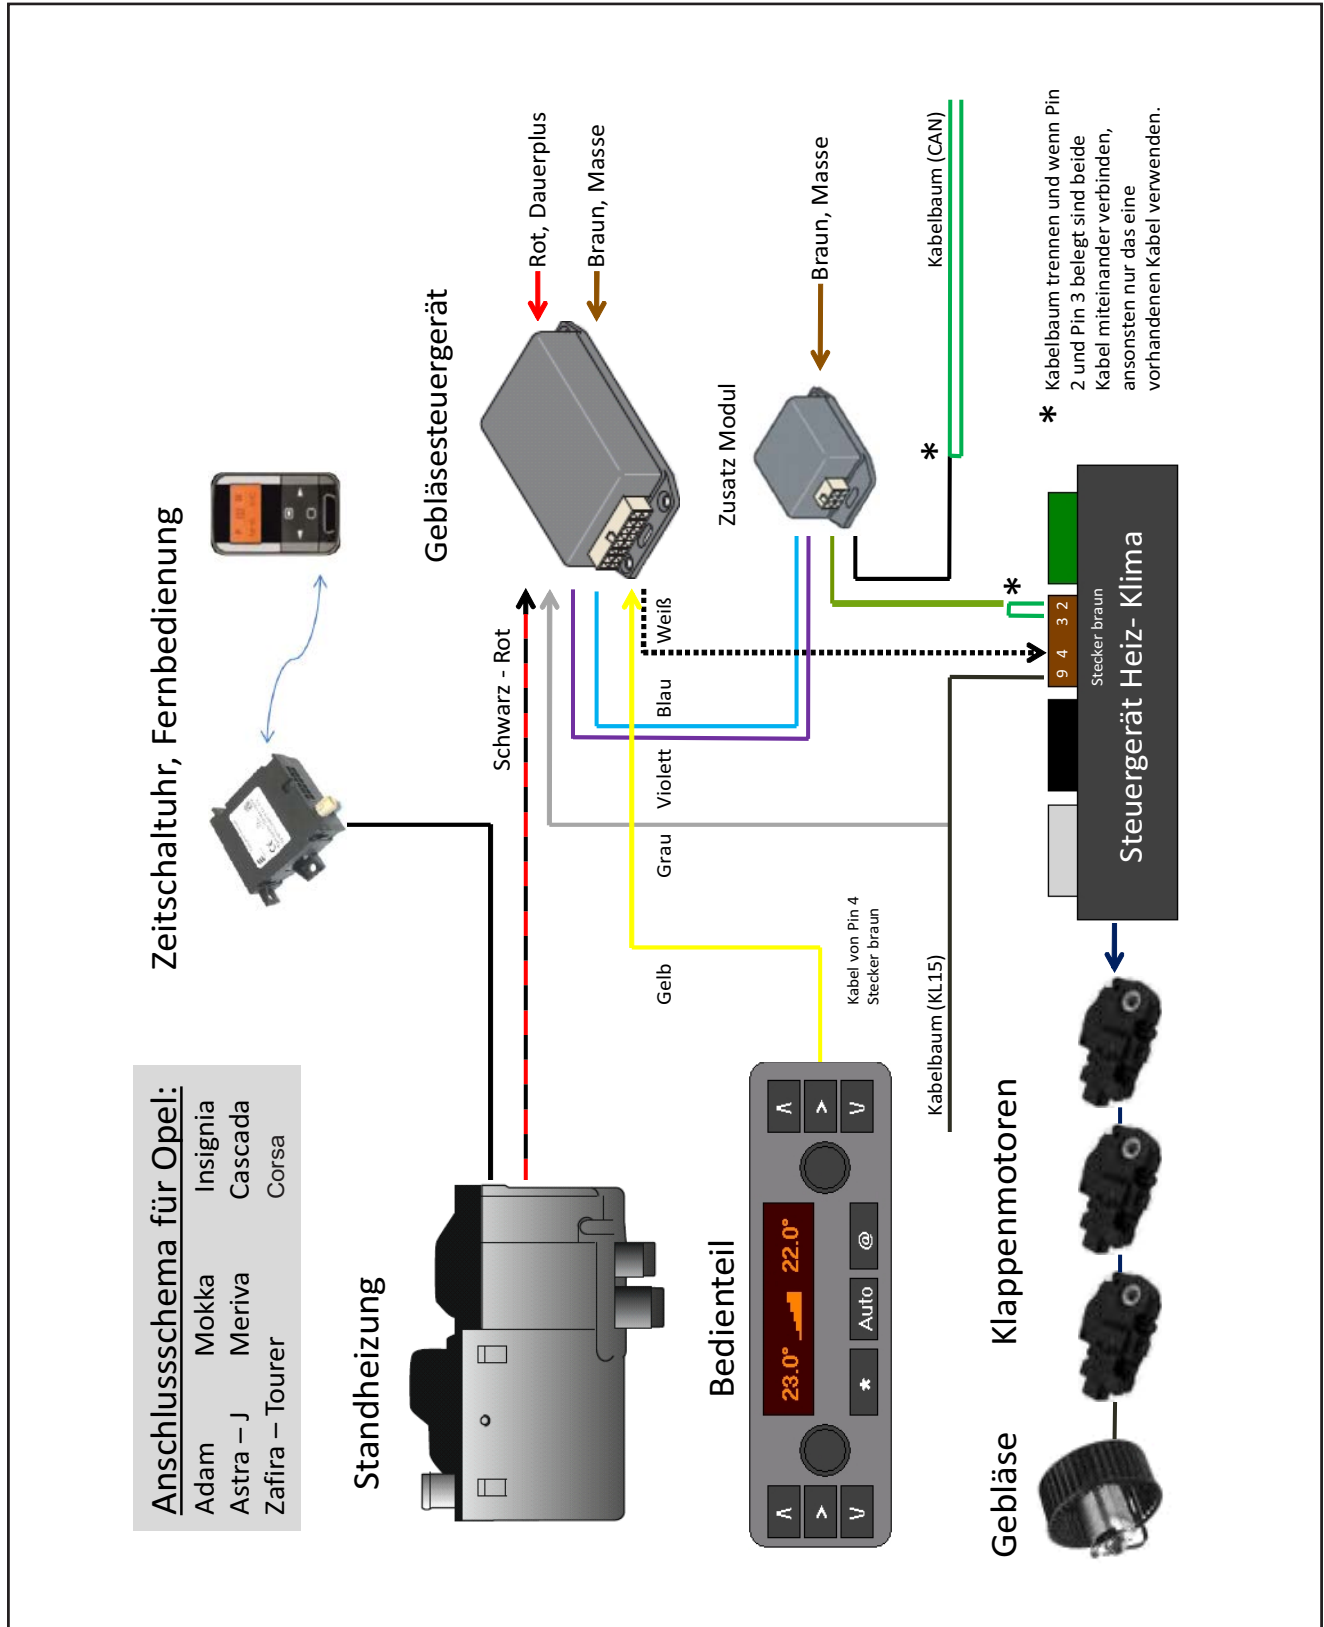 Anschlussschema für Opel:
Adam Mokka Insignia
Astra – J Meriva Cascada
Zafira – Tourer Corsa
Zeitschaltuhr, Fernbedienung
Standheizung
Schwarz - Rot
Gebläsesteuergerät
Rot, Dauerplus
Braun, Masse
Gelb
Grau
Violett
Blau
Weiß
Zusatz Modul
Braun, Masse
Bedienteil
23.0° 22.0°
Auto @
Kabel von Pin 4
Stecker braun
Kabelbaum (KL15)
Kabelbaum (CAN)
*
*
Gebläse
Klappenmotoren
9 4 3 2
Stecker braun
Steuergerät Heiz- Klima
* Kabelbaum trennen und wenn Pin
2 und Pin 3 belegt sind beide
Kabel miteinander verbinden,
ansonsten nur das eine
vorhandenen Kabel verwenden.